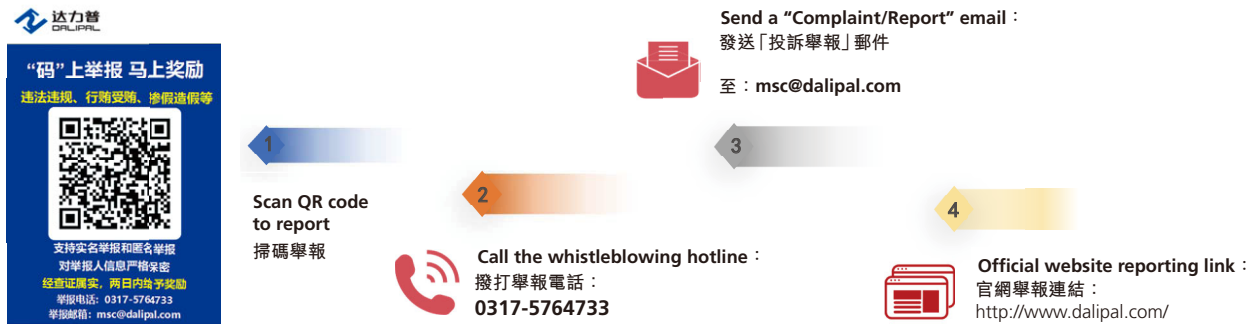 达力普
DALIPAL
“码”上举报 马上奖励
违法违规、行贿受贿、掺假造假等
支持实名举报和匿名举报
对举报人信息严格保密
经查证属实，两日内给予奖励
举报电话：0317-5764733
举报邮箱：msc@dalipal.com
1
Scan QR code
to report
掃碼舉報
2
Call the whistleblowing hotline：
撥打舉報電話：
0317-5764733
Send a “Complaint/Report” email：
發送「投訴舉報」郵件
至：msc@dalipal.com
3
4
Official website reporting link：
官網舉報連結：
http://www.dalipal.com/